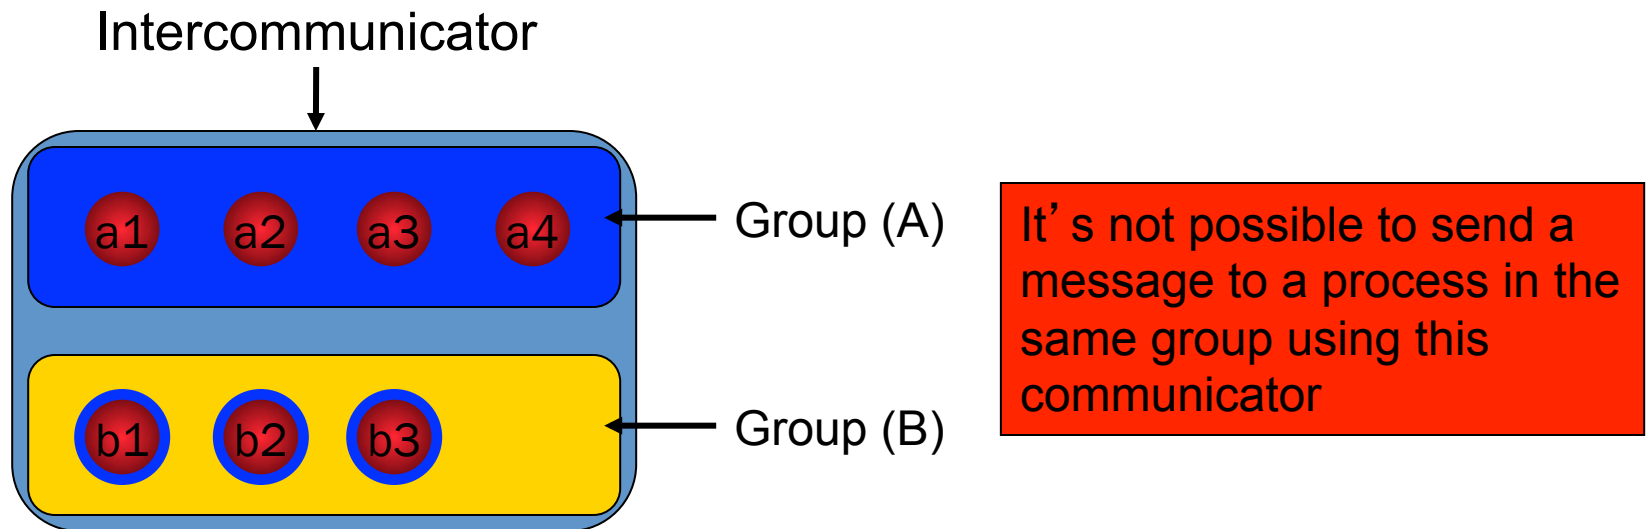 Intercommunicator
a1 a2 a3 a4
Group (A)
b1 b2 b3
Group (B)
It’ s not possible to send a
message to a process in the
same group using this
communicator